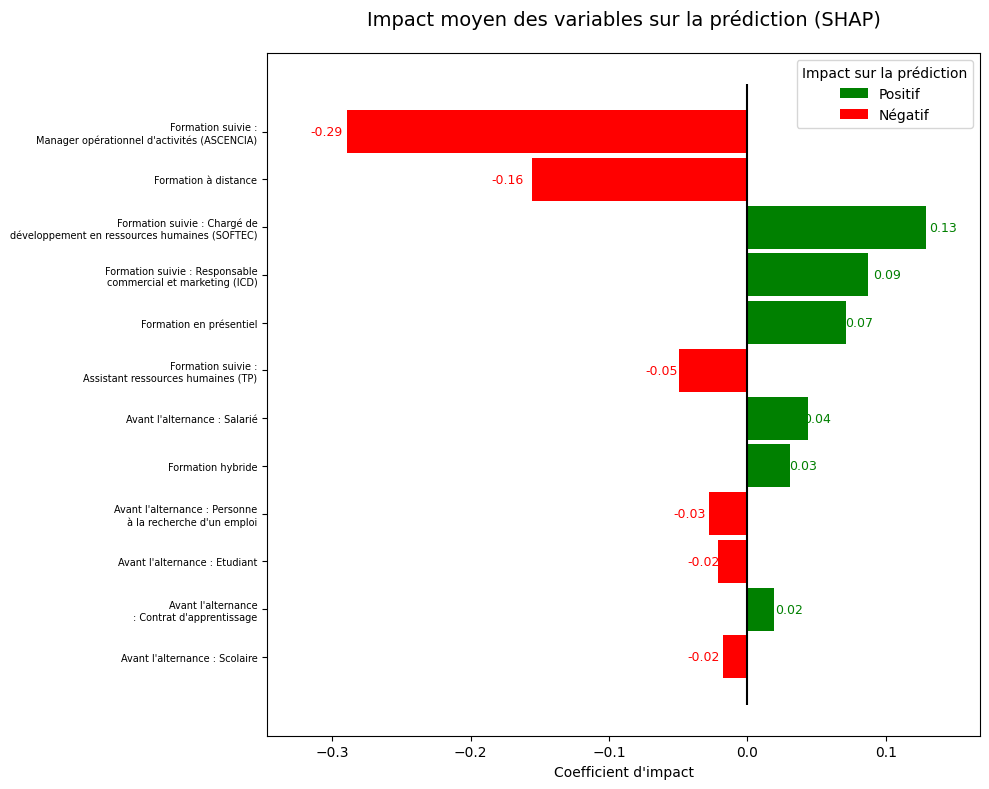 Impact moyen des variables sur la prédiction (SHAP)
Impact sur la prédiction
Positif
Négatif
Formation suivie :
Manager opérationnel d'activités (ASCENCIA)
-0.29
Formation à distance
-0.16
Formation suivie : Chargé de
développement en ressources humaines (SOFTEC)
0.13
Formation suivie : Responsable
commercial et marketing (ICD)
0.09
Formation en présentiel
0.07
Formation suivie :
Assistant ressources humaines (TP)
-0.05
Avant l'alternance : Salarié
0.04
Formation hybride
0.03
Avant l'alternance : Personne
à la recherche d'un emploi
-0.03
Avant l'alternance : Etudiant
-0.02
Avant l'alternance
: Contrat d'apprentissage
0.02
Avant l'alternance : Scolaire
-0.02
−0.3
−0.2
−0.1
0.0
0.1
Coefficient d'impact